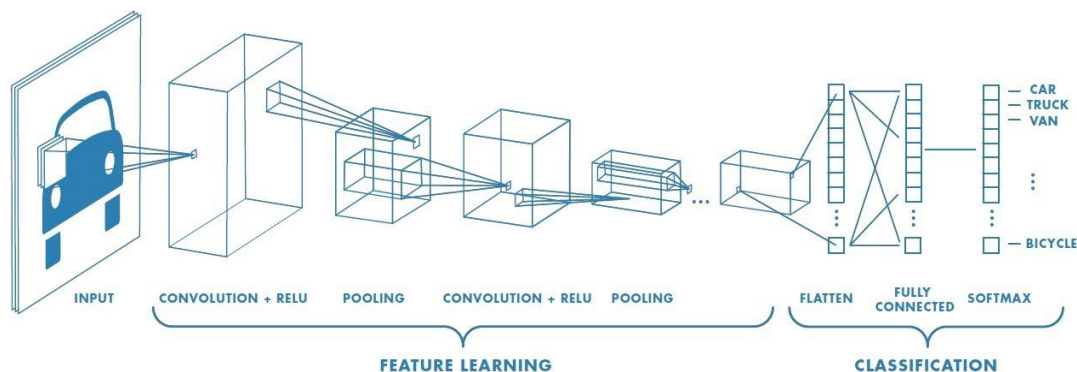 CAR
TRUCK
VAN
...
⋮
⋮
⋮
BICYCLE
INPUT
CONVOLUTION + RELU
POOLING
CONVOLUTION + RELU
POOLING
FLATTEN
FULLY
CONNECTED
SOFTMAX
FEATURE LEARNING
CLASSIFICATION